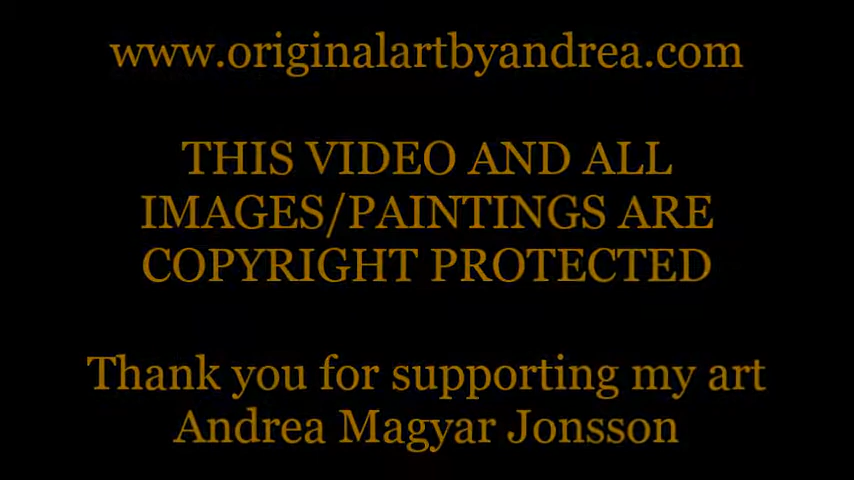 www.originalartbyandrea.com
THIS VIDEO AND ALL
IMAGES/PAINTINGS ARE
COPYRIGHT PROTECTED
Thank you for supporting my art
Andrea Magyar Jonsson